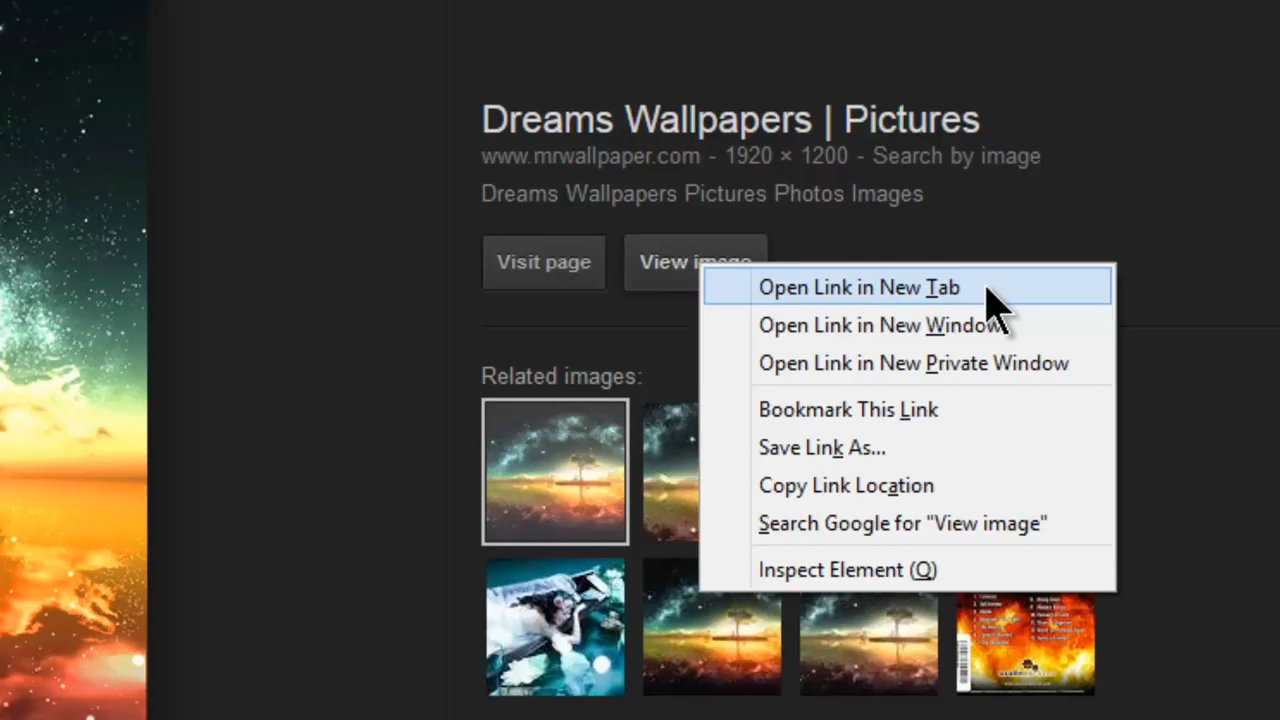 Dreams Wallpapers | Pictures
www.mrwallpaper.com - 1920 × 1200 - Search by image
Dreams Wallpapers Pictures Photos Images
Visit page
View image
Open Link in New Tab
Open Link in New Window
Open Link in New Private Window
Related images:
Bookmark This Link
Save Link As...
Copy Link Location
Search Google for "View image"
Inspect Element (Q)